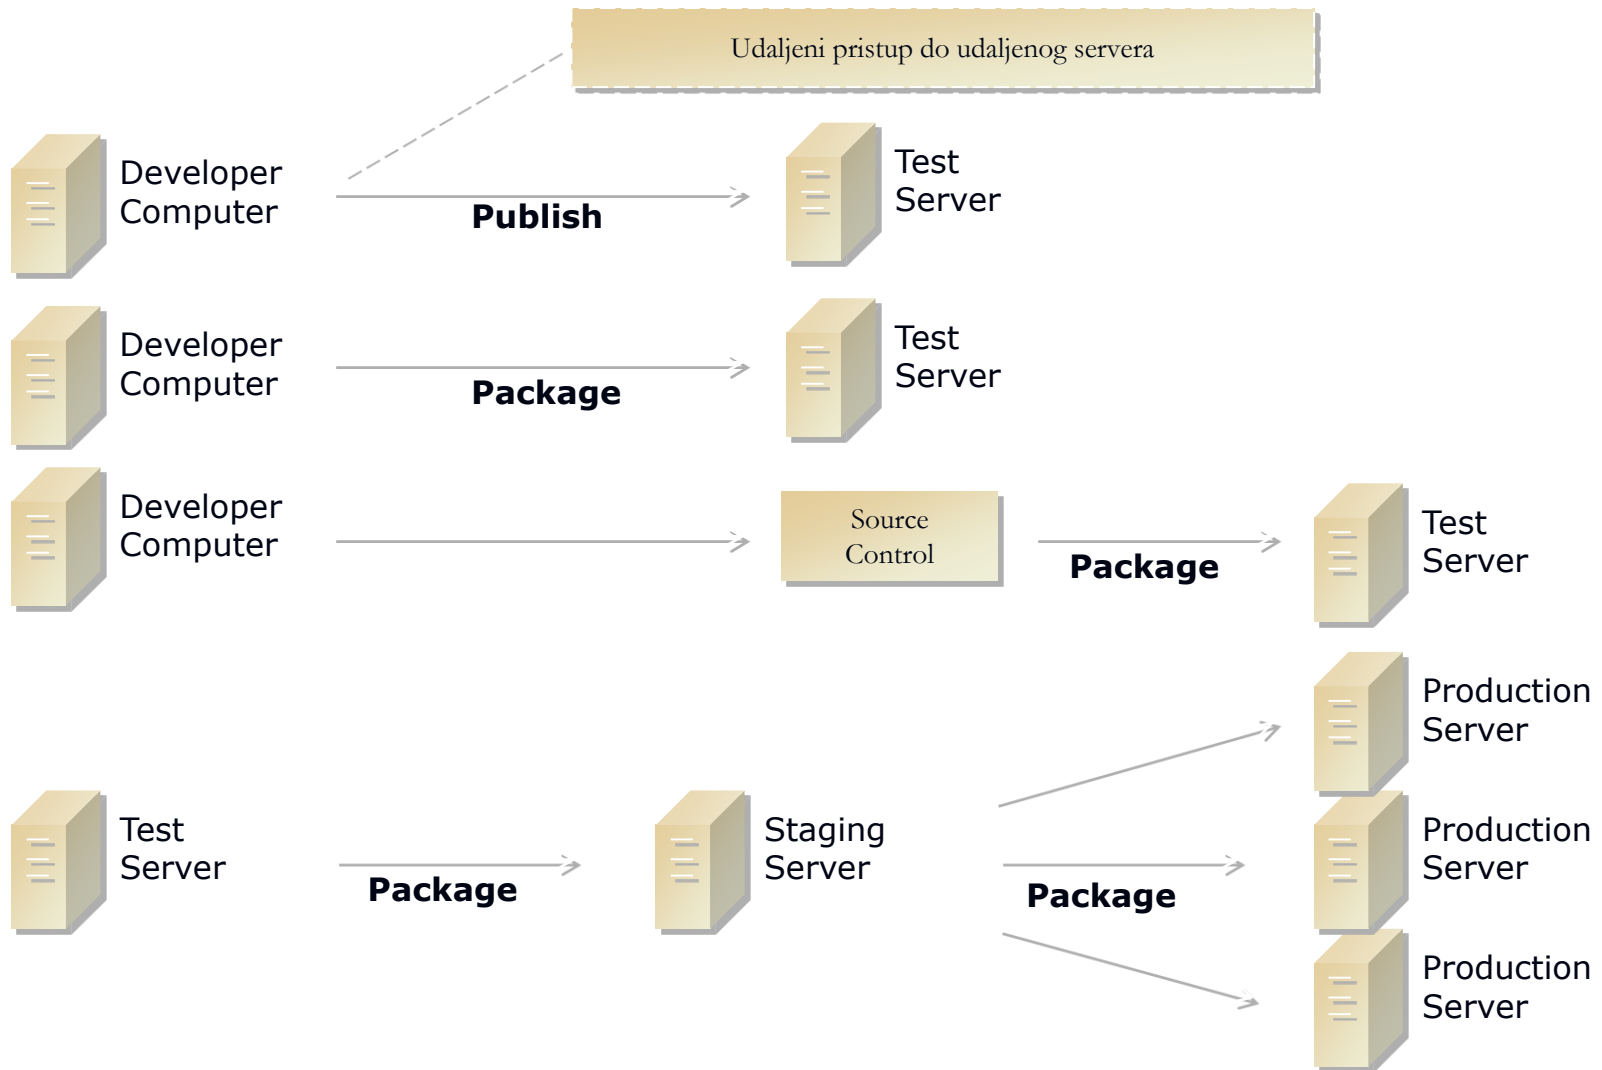 Udaljeni pristup do udaljenog servera
Developer
Computer
Publish
Test
Server
Developer
Computer
Package
Test
Server
Developer
Computer
Source
Control
Package
Test
Server
Test
Server
Package
Staging
Server
Package
Production
Server
Production
Server
Production
Server